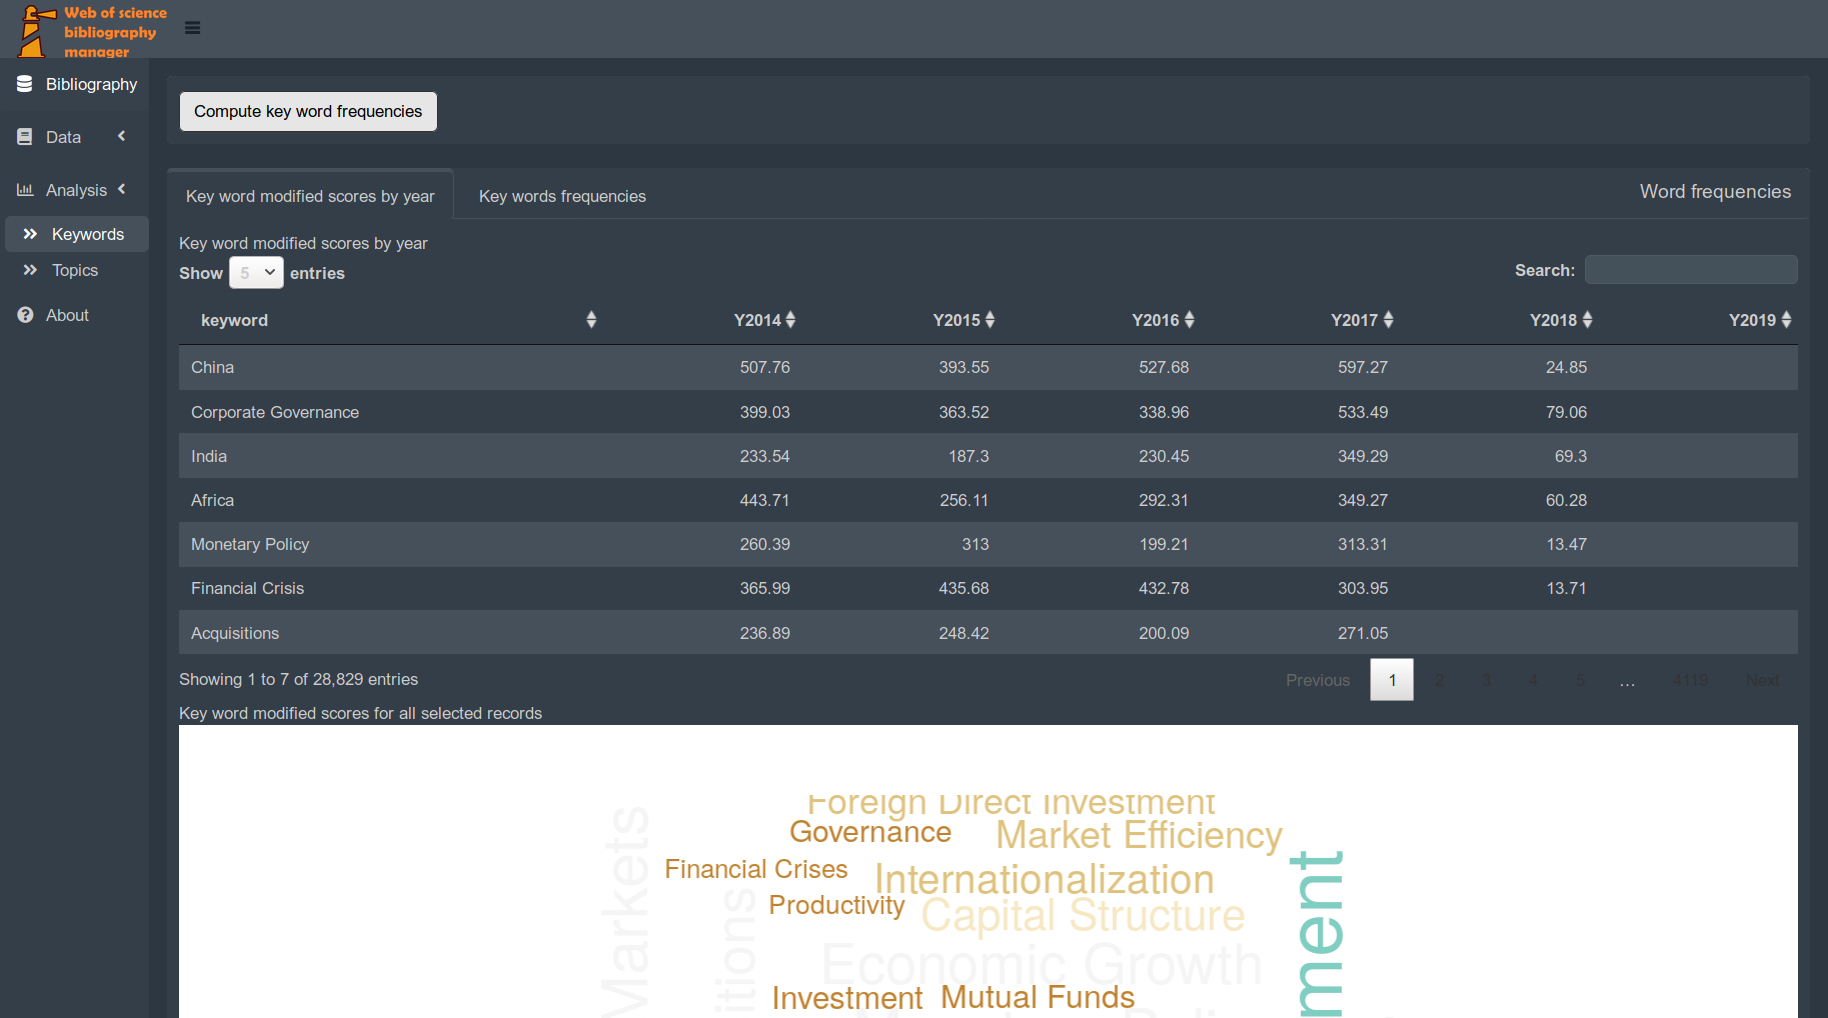 Web of science
bibliography
manager
Bibliography
Data
Analysis
Keywords
Topics
About
Compute key word frequencies
Key word modified scores by year
Key words frequencies
Word frequencies
Key word modified scores by year
Show 5 entries
Search:
keyword Y2014 Y2015 Y2016 Y2017 Y2018 Y2019
China 507.76 393.55 527.68 597.27 24.85
Corporate Governance 399.03 363.52 338.96 533.49 79.06
India 233.54 187.3 230.45 349.29 69.3
Africa 443.71 256.11 292.31 349.27 60.28
Monetary Policy 260.39 313 199.21 313.31 13.47
Financial Crisis 365.99 435.68 432.78 303.95 13.71
Acquisitions 236.89 248.42 200.09 271.05
Showing 1 to 7 of 28,829 entries
Previous 1 2 3 4 5 … 4119 Next
Key word modified scores for all selected records
Foreign Direct Investment
Governance
Market Efficiency
Financial Crises
Internationalization
Productivity
Capital Structure
Economic Growth
Investment
Mutual Funds
Markets
itions
ment